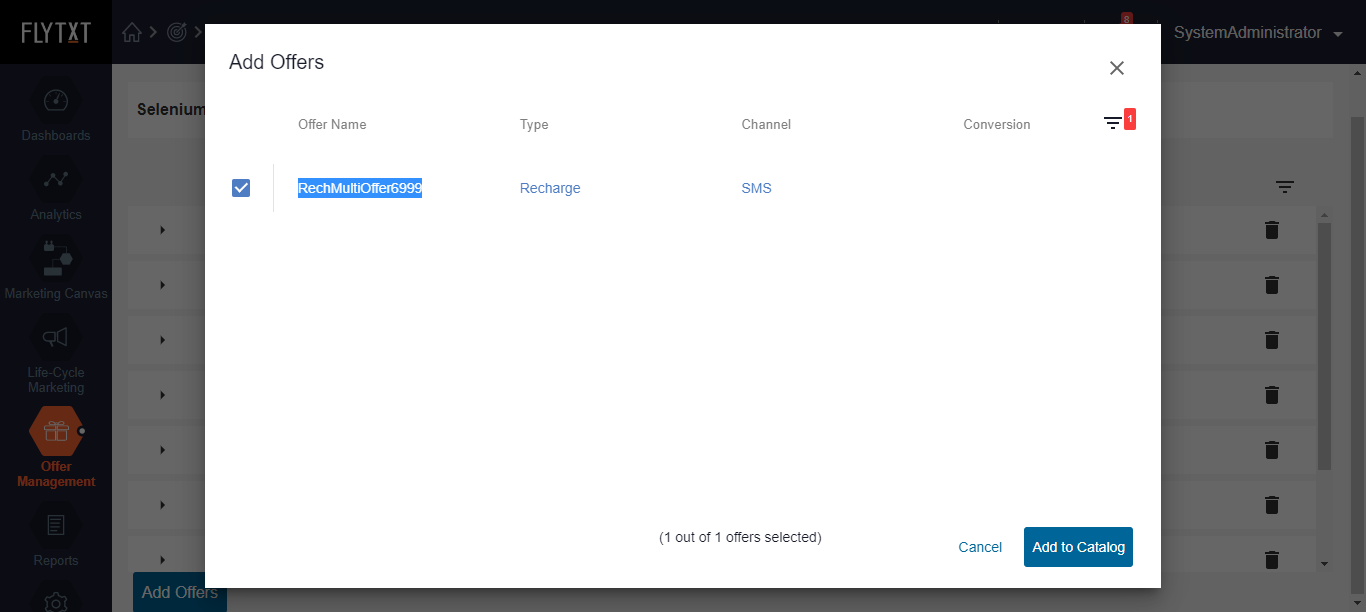 FLYTXT
8
SystemAdministrator
Add Offers
Selenium
Offer Name
Type
Channel
Conversion
1
RechMultiOffer6999
Recharge
SMS
Dashboards
Analytics
Marketing Canvas
Life-Cycle
Marketing
Offer
Management
Reports
(1 out of 1 offers selected)
Cancel
Add to Catalog
Add Offers